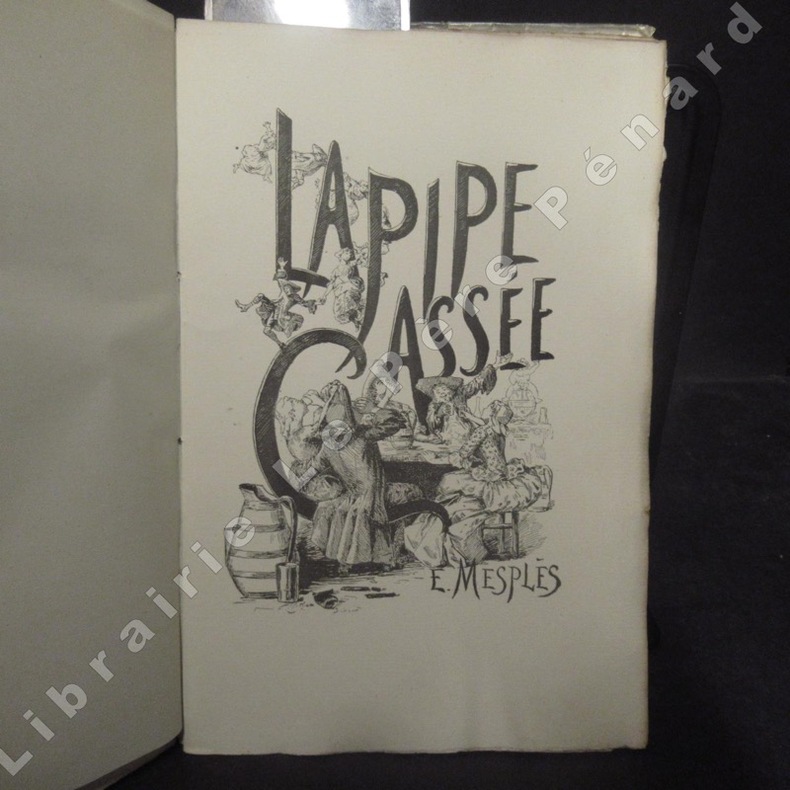 LA PIPE
CASSÉE
E. MESPLÈS
Librairie Le Père Pénard